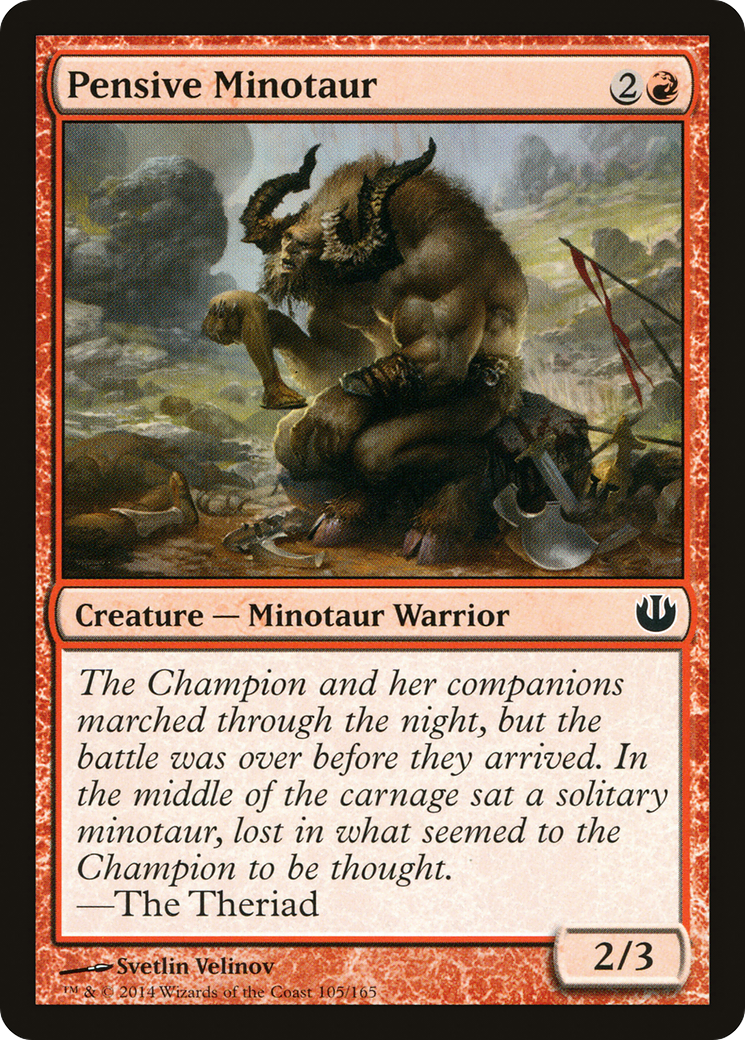 Pensive Minotaur
2
Creature — Minotaur Warrior
The Champion and her companions
marched through the night, but the
battle was over before they arrived. In
the middle of the carnage sat a solitary
minotaur, lost in what seemed to the
Champion to be thought.
—The Theriad
2/3
Svetlin Velinov
™ & © 2014 Wizards of the Coast 105/165